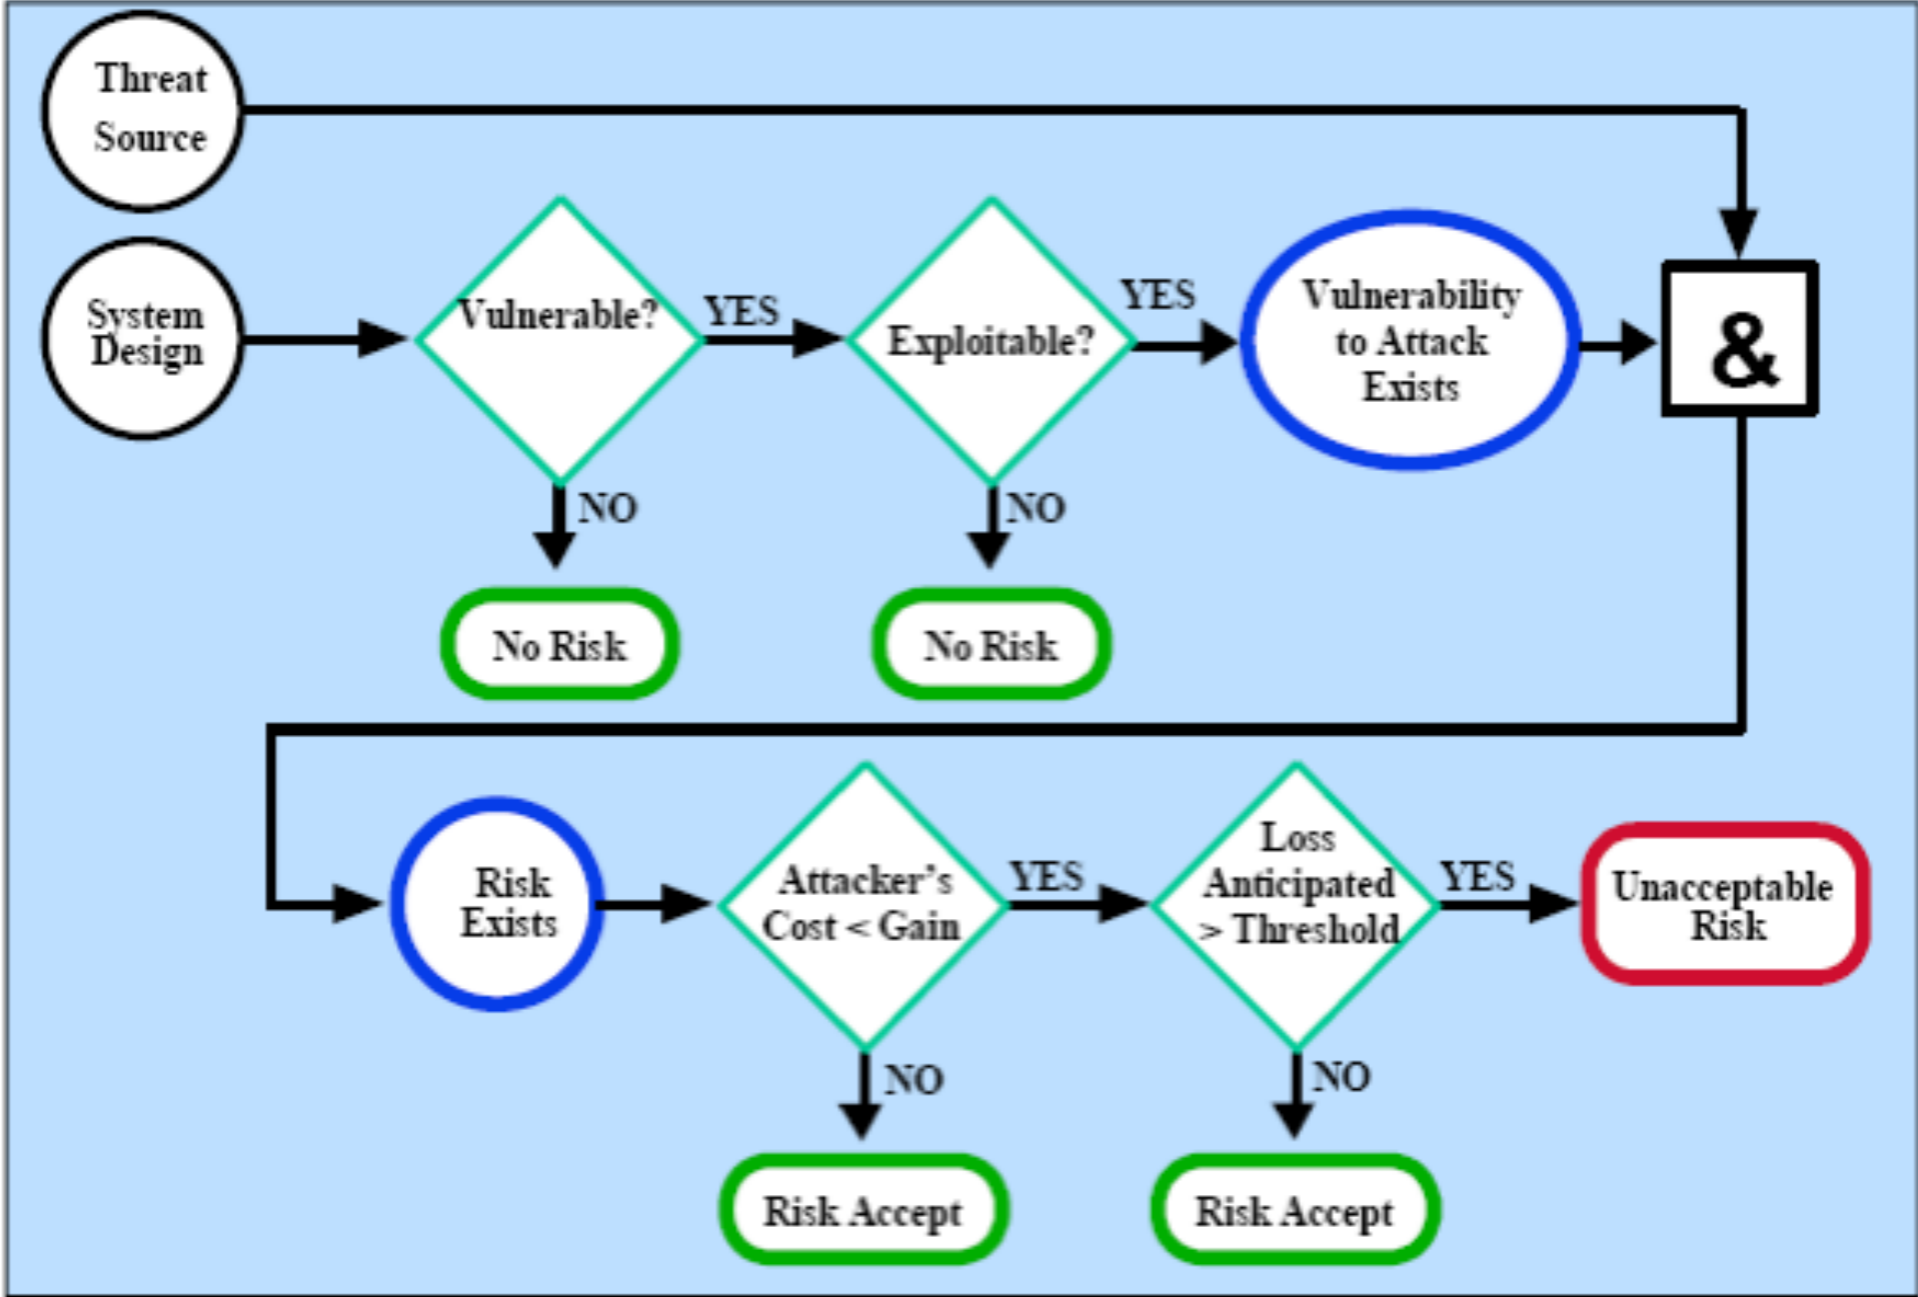 Threat
Source
System
Design
Vulnerable?
YES
Exploitable?
YES
Vulnerability
to Attack
Exists
&
NO
NO
No Risk
No Risk
Risk
Exists
Attacker’s
Cost < Gain
YES
Loss
Anticipated
> Threshold
YES
Unacceptable
Risk
NO
NO
Risk Accept
Risk Accept